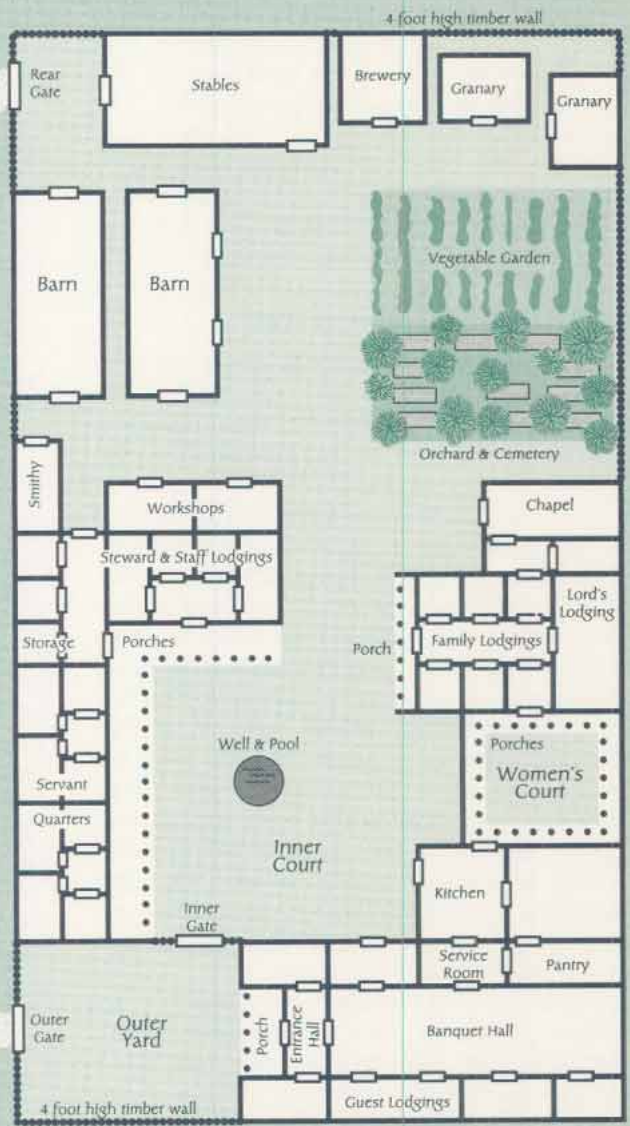 4 foot high timber wall
Rear
Gate
Stables
Brewery
Granary
Granary
Barn
Barn
Vegetable Garden
Orchard & Cemetery
Smithy
Workshops
Chapel
Steward & Staff Lodgings
Lord's
Lodging
Storage
Porches
Porch
Family Lodgings
Well & Pool
Porches
Women's
Court
Servant
Quarters
Inner
Court
Kitchen
Inner
Gate
Service
Room
Pantry
Outer
Gate
Outer
Yard
Porch
Entrance
Hall
Banquer Hall
4 foot high timber wall
Guest Lodgings